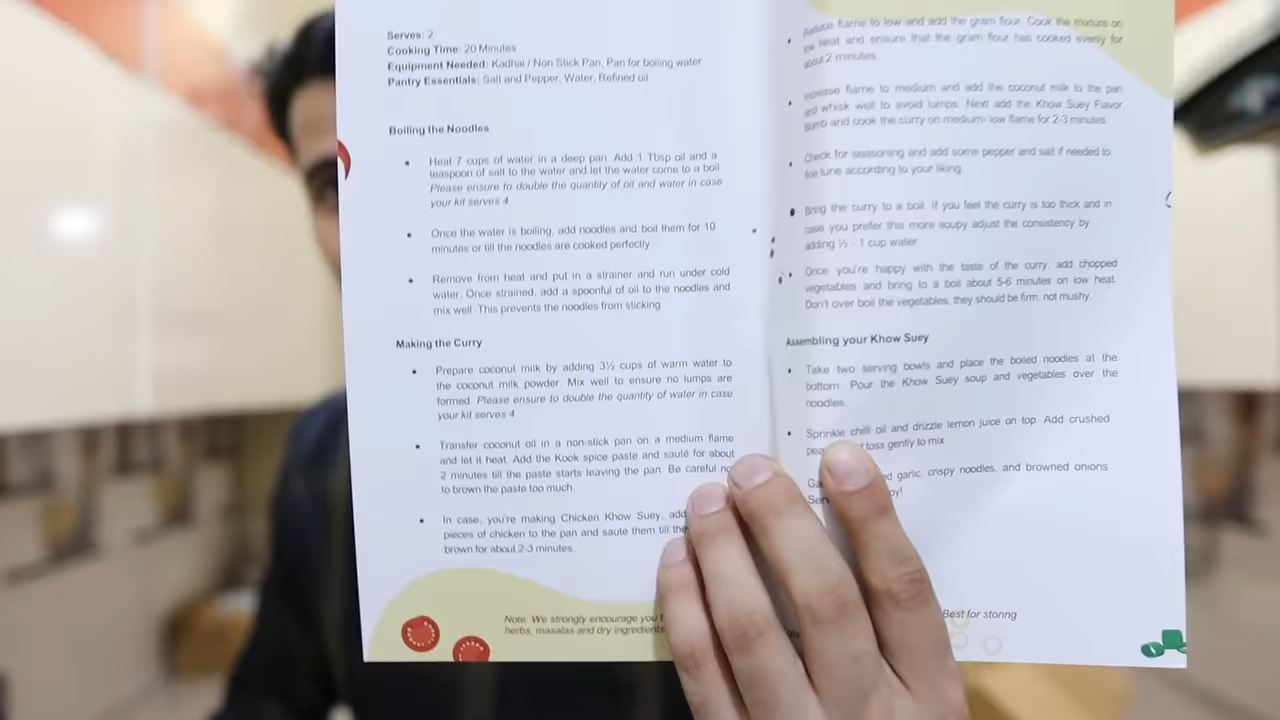 Serves: 2
Cooking Time: 20 Minutes
Equipment Needed: Kadhai / Non Stick Pan, Pan for boiling water
Pantry Essentials: Salt and Pepper, Water, Refined oil
Boiling the Noodles
Heat 7 cups of water in a deep pan. Add 1 Tbsp oil and a
teaspoon of salt to the water and let the water come to a boil
Please ensure to double the quantity of oil and water in case
your kit serves 4
Once the water is boiling, add noodles and boil them for 10
minutes or till the noodles are cooked perfectly.
Remove from heat and put in a strainer and run under cold
water. Once strained, add a spoonful of oil to the noodles and
mix well. This prevents the noodles from sticking.
Making the Curry
Prepare coconut milk by adding 3½ cups of warm water to
the coconut milk powder. Mix well to ensure no lumps are
formed. Please ensure to double the quantity of water in case
your kit serves 4
Transfer coconut oil in a non-stick pan on a medium flame
and let it heat. Add the Kook spice paste and sauté for about
2 minutes till the paste starts leaving the pan. Be careful
to brown the paste too much.
In case, you're making Chicken Khow Suey, add
pieces of chicken to the pan and saute them till
brown for about 2-3 minutes.
Note: We strongly encourage you
herbs, masalas and dry ingredients
Reduce flame to low and add the gram flour. Cook the mixture on
low heat and ensure that the gram flour has cooked evenly for
about 2 minutes.
Increase flame to medium and add the coconut milk to the pan
and whisk well to avoid lumps. Next add the Khow Suey Flavor
Bomb and cook the curry on medium- low flame for 2-3 minutes.
Check for seasoning and add some pepper and salt if needed to
fine tune according to your liking.
Bring the curry to a boil. If you feel the curry is too thick and in
case you prefer this more soupy adjust the consistency by
adding ½ - 1 cup water.
Once you're happy with the taste of the curry, add chopped
vegetables and bring to a boil about 5-6 minutes on low heat.
Don't over boil the vegetables, they should be firm, not mushy.
Assembling your Khow Suey
Take two serving bowls and place the boiled noodles at the
bottom. Pour the Khow Suey soup and vegetables over the
noodles.
Sprinkle chilli oil and drizzle lemon juice on top. Add crushed
toss gently to mix
garlic, crispy noodles, and browned onions
Best for storing